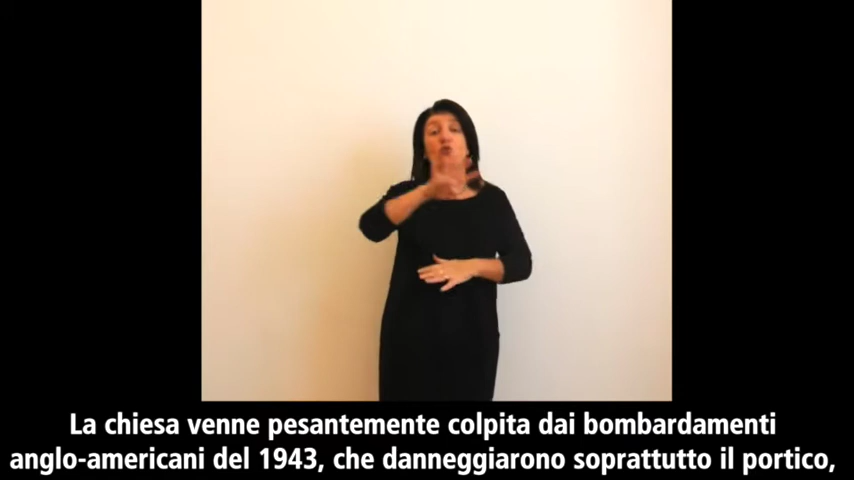 La chiesa venne pesantemente colpita dai bombardamenti
anglo-americani del 1943, che danneggiarono soprattutto il portico,